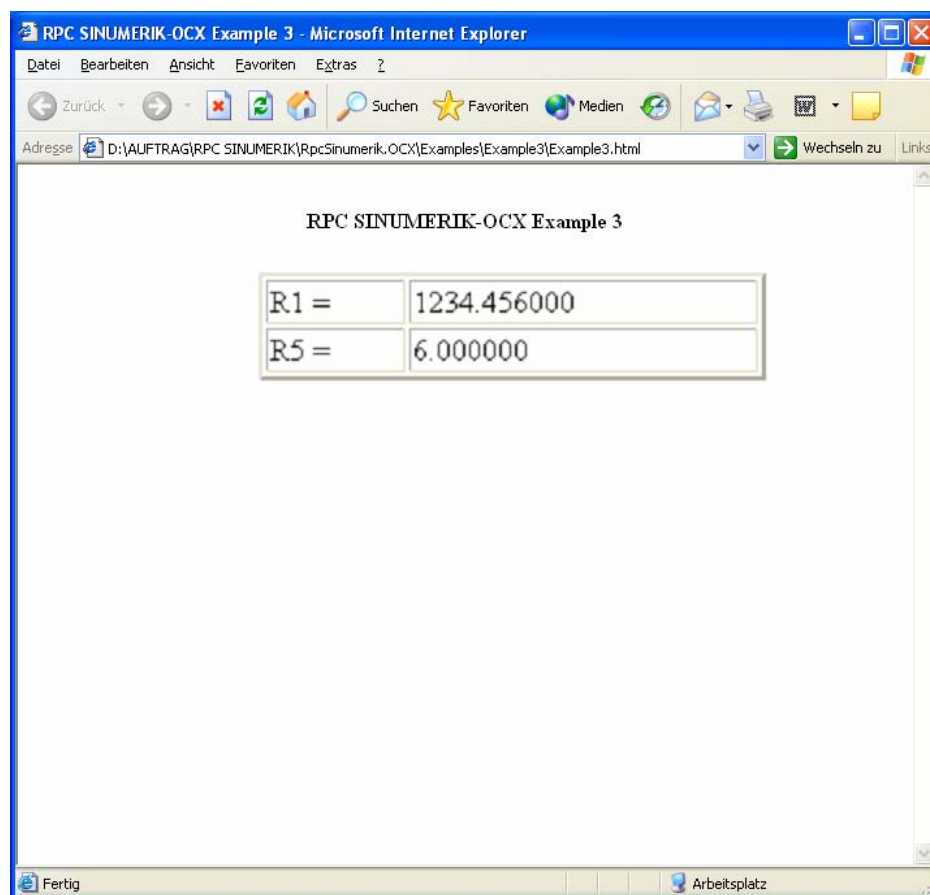 RPC SINUMERIK-OCX Example 3 - Microsoft Internet Explorer
Datei Bearbeiten Ansicht Favoriten Extras ?
Zurück Suchen Favoriten Medien
Adresse D:\AUFTRAG\RPC SINUMERIK\RpcSinumerik.OCX\Examples\Example3\Example3.html Wechseln zu Links
RPC SINUMERIK-OCX Example 3
R1 = 1234.456000
R5 = 6.000000
Fertig Arbeitsplatz